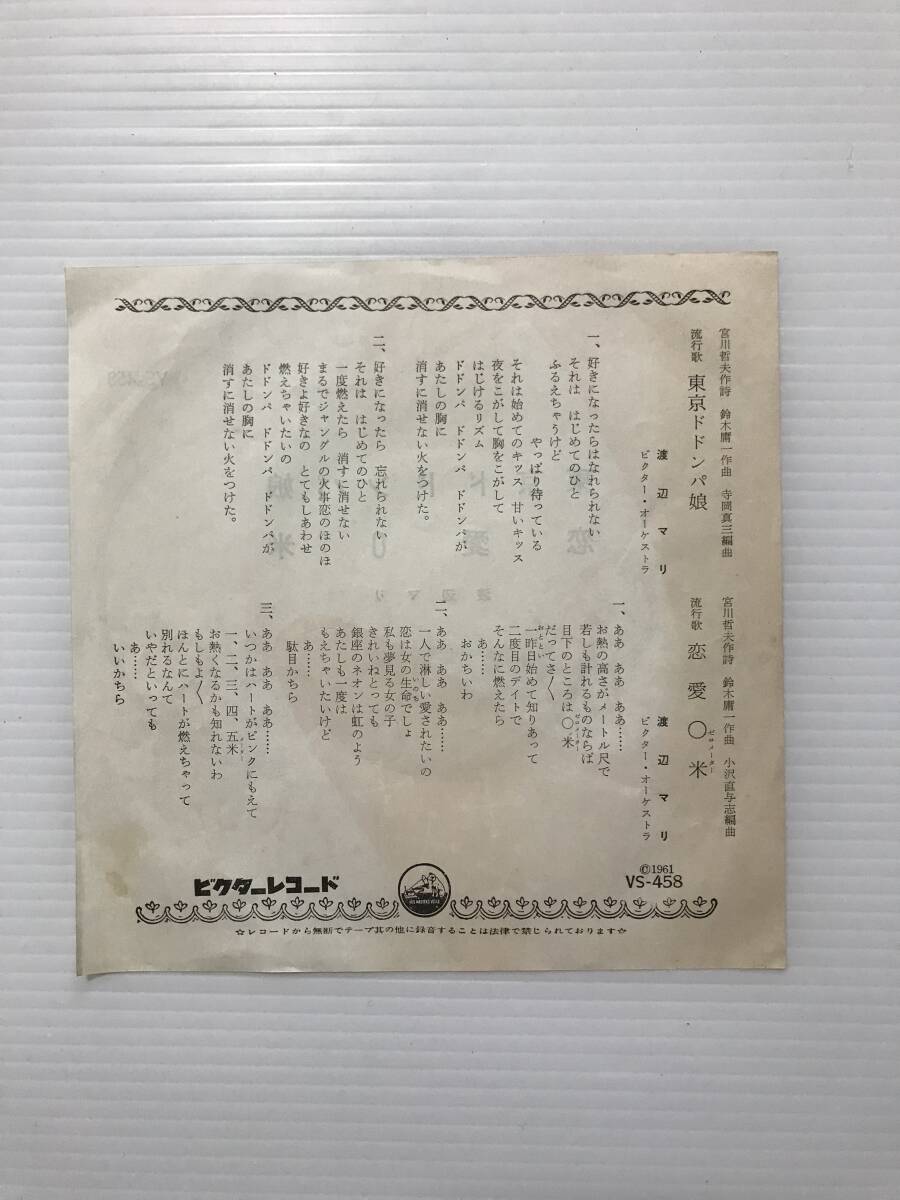 宮川哲夫作詩 鈴木庸一作曲 寺岡真三編曲
流行歌 東京ドドンパ娘
渡辺マリ
ビクター・オーケストラ
一、好きになったらはなれられない
それは はじめてのひと
ふるえちゃうけど
やっぱり待っている
それは始めてのキッス 甘いキッス
夜をこがして胸をこがして
はじけるリズム
ドドンパ ドドンパ ドドンパが
あたしの胸に
消すに消せない火をつけた。
二、好きになったら 忘れられない
それは はじめてのひと
一度燃えたら 消すに消せない
まるでジャングルの火事恋のほのほ
好きよ好きなの とてもしあわせ
燃えちゃいたいの
ドドンパ ドドンパ ドドンパが
あたしの胸に
消すに消せない火をつけた。
宮川哲夫作詩 鈴木庸一作曲 小沢直与志編曲
流行歌 恋愛〇米
ゼロメーター
渡辺マリ
ビクター・オーケストラ
一、ああ ああ ああ……
お熱の高さがメートル尺で
若しも計れるものならば
目下のところは〇米
ゼロメーター
だってさ〳〵
一昨日始めて知りあって
おととい
二度目のデイトで
そんなに燃えたら
あ……
おかちいわ
二、ああ ああ ああ……
一人で淋しい愛されたいの
恋は女の生命でしょ
いのち
私も夢見る女の子
きれいねとっても
銀座のネオンは虹のよう
あたしも一度は
もえちゃいたいけど
あ……
駄目かちら
三、ああ ああ ああ……
いつかはハートがピンクにもえて
一、二、三、四、五米
メーター
お熱くなるかも知れないわ
もしもよ〳〵
ほんとにハートが燃えちゃって
別れるなんて
いやだといっても
あ……
いいかちら
©1961
VS-458
ビクターレコード
HIS MASTER'S VOICE
☆レコードから無断でテープ其の他に録音することは法律で禁じられております☆